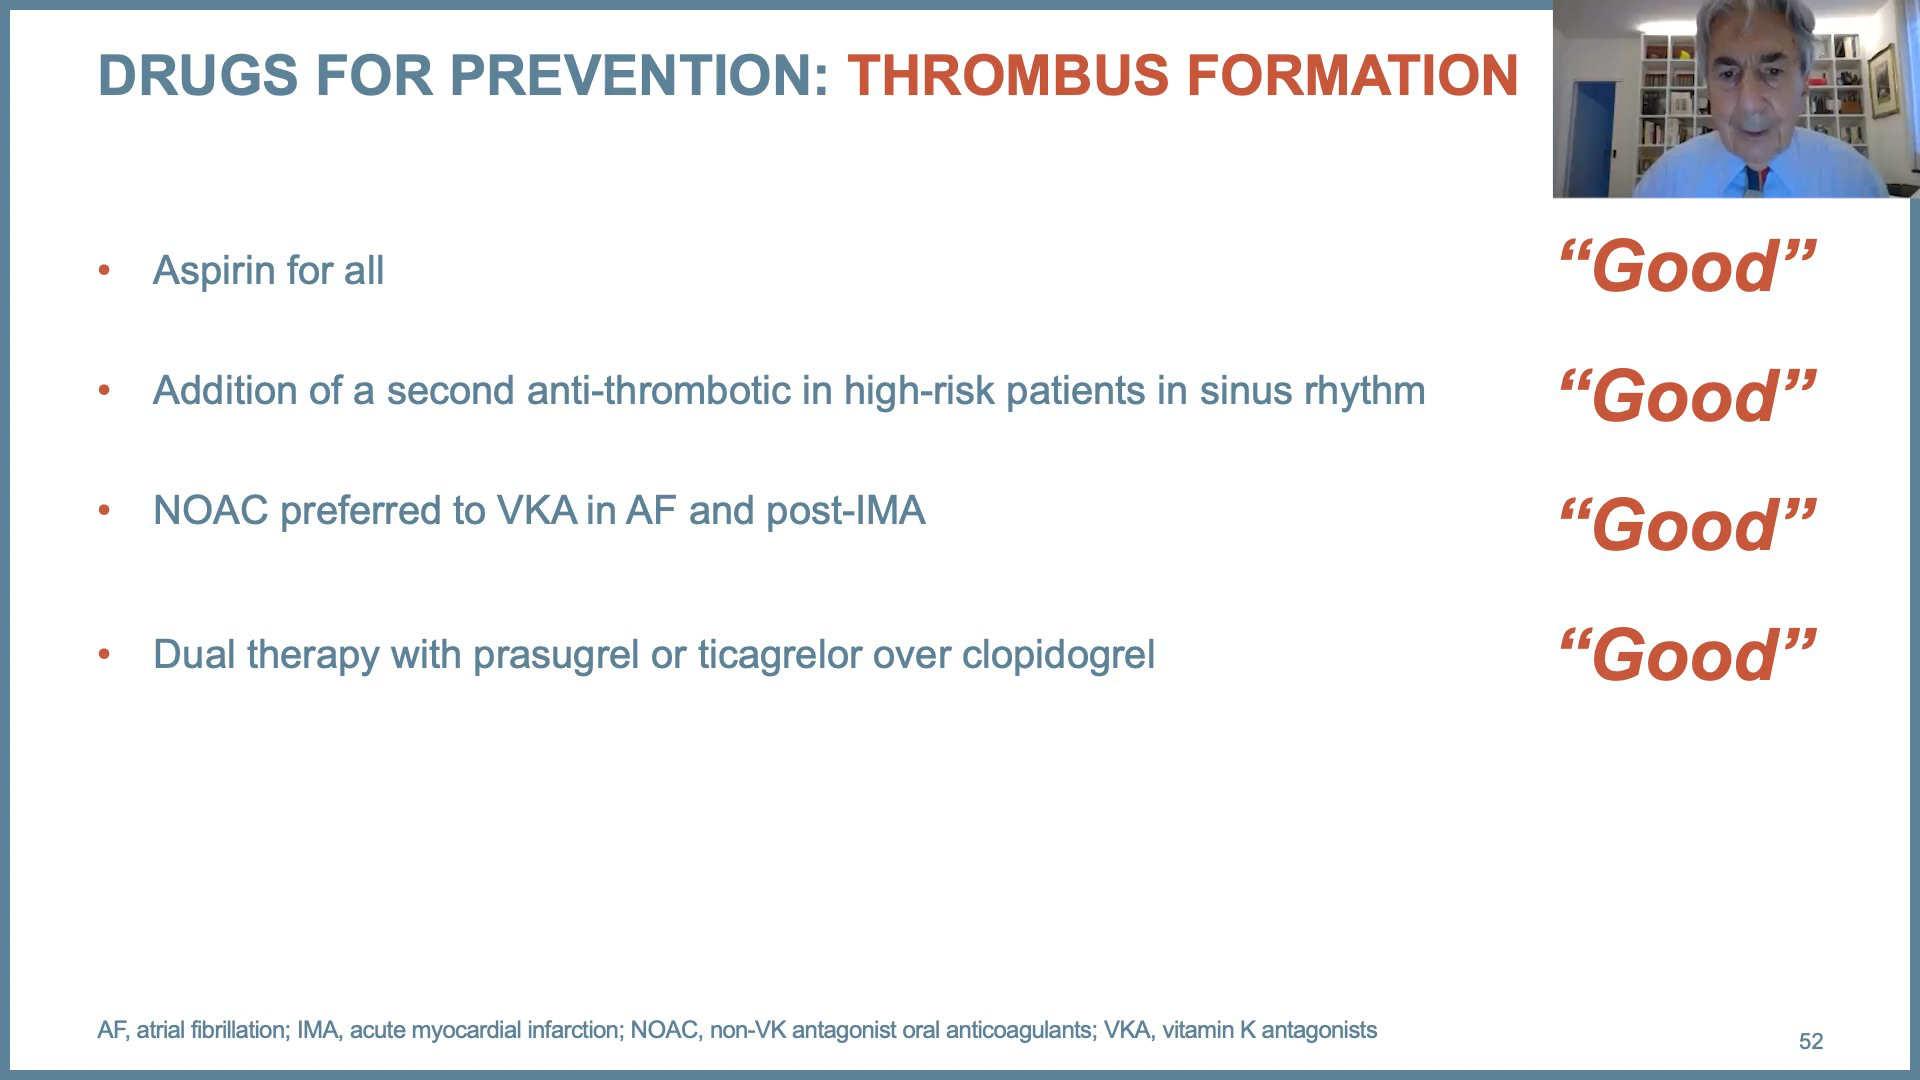 DRUGS FOR PREVENTION: THROMBUS FORMATION
• Aspirin for all “Good”
• Addition of a second anti-thrombotic in high-risk patients in sinus rhythm “Good”
• NOAC preferred to VKA in AF and post-IMA “Good”
• Dual therapy with prasugrel or ticagrelor over clopidogrel “Good”
AF, atrial fibrillation; IMA, acute myocardial infarction; NOAC, non-VK antagonist oral anticoagulants; VKA, vitamin K antagonists
52